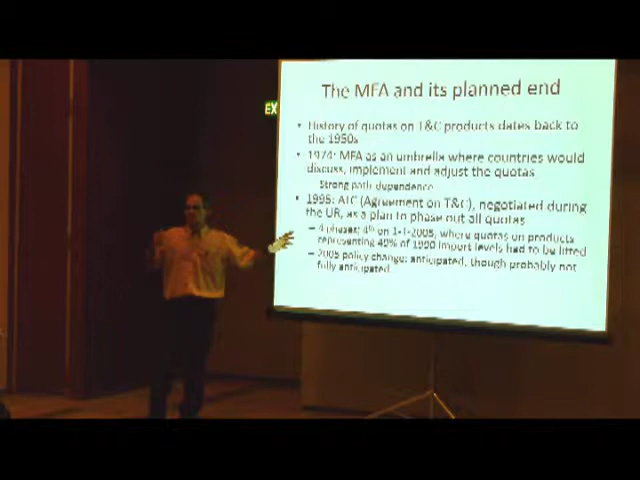 The MFA and its planned end
EX
• History of quotas on T&C products dates back to
the 1950s
• 1974: MFA as an umbrella where countries would
discuss, implement and adjust the quotas
Strong path dependence
• 1995: ATC (Agreement on T&C), negotiated during
the UR, as a plan to phase out all quotas
– 4 phases; 4th on 1-1-2005, where quotas on products
representing 49% of 1990 import levels had to be lifted
– 2005 policy change: anticipated, though probably not
fully anticipated